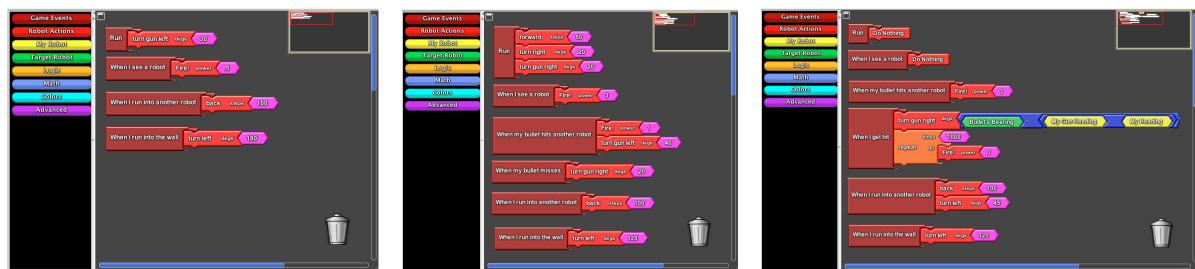 Game Events
Robot Actions
My Robot
Target Robot
Logic
Math
Colors
Advanced
Run turn gun left degs 30
When I see a robot Fire! power .5
When I run into another robot back steps 100
When I run into the wall turn left degs 180
Game Events
Robot Actions
My Robot
Target Robot
Logic
Math
Colors
Advanced
Run
forward steps 50
turn right degs 20
turn gun right degs 20
When I see a robot Fire! power 3
When my bullet hits another robot
Fire! power
turn gun left degs 40
When my bullet misses turn gun right degs 20
When I run into another robot back steps 100
When I run into the wall turn left degs 124
Game Events
Robot Actions
My Robot
Target Robot
Logic
Math
Colors
Advanced
Run Do Nothing
When I see a robot Do Nothing
When my bullet hits another robot Fire! power 3
When I get hit
turn gun right degs Bullet's Bearing - My Gun Heading - My Heading
repeat times 1000
do Fire! power 3
When I run into another robot
back steps 100
turn left degs 45
When I run into the wall turn left degs 124